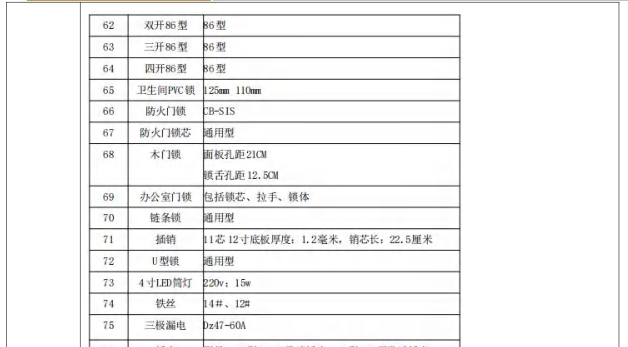 62 双开86型 86型
63 三开86型 86型
64 四开86型 86型
65 卫生间PVC锁 125mm 110mm
66 防火门锁 CB-SIS
67 防火门锁芯 通用型
68 木门锁 面板孔距21CM
锁舌孔距12.5CM
69 办公室门锁 包括锁芯、拉手、锁体
70 链条锁 通用型
71 插销 11芯12寸底板厚度：1.2毫米，销芯长：22.5厘米
72 U型锁 通用型
73 4寸LED筒灯 220v；15w
74 铁丝 14#、12#
75 三极漏电 Dz47-60A